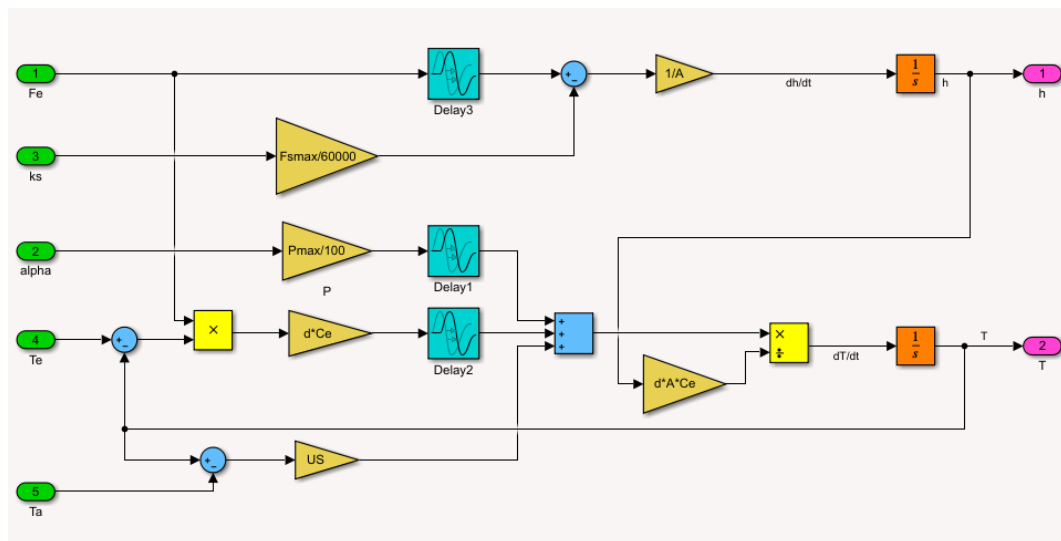 1
Fe
Delay3
+
−
1/A
dh/dt
1
s
h
1
h
3
ks
Fsmax/60000
2
alpha
Pmax/100
P
Delay1
4
Te
+
−
×
d*Ce
Delay2
+
+
+
d*A*Ce
×
÷
dT/dt
1
s
T
2
T
+
−
US
5
Ta